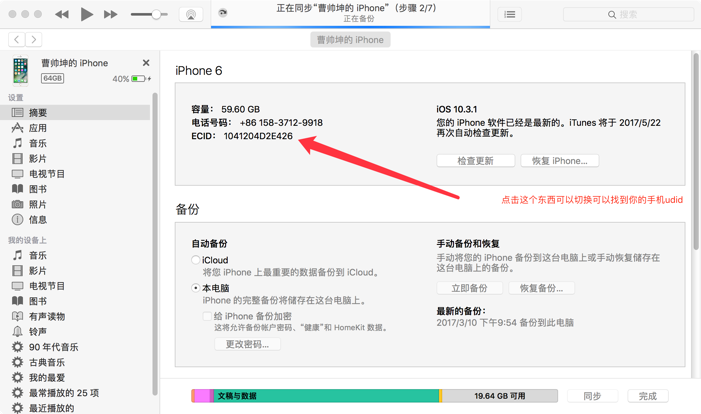 正在同步“曹帅坤的 iPhone”（步骤 2/7）
正在备份
搜索
曹帅坤的 iPhone
曹帅坤的 iPhone
64GB
40%
设置
摘要
应用
音乐
影片
电视节目
图书
照片
信息
我的设备上
音乐
影片
电视节目
图书
有声读物
铃声
90 年代音乐
古典音乐
我的最爱
最常播放的 25 项
最近播放的
iPhone 6
容量： 59.60 GB
电话号码： +86 158-3712-9918
ECID： 1041204D2E426
iOS 10.3.1
您的 iPhone 软件已经是最新的。iTunes 将于 2017/5/22
再次自动检查更新。
检查更新
恢复 iPhone...
点击这个东西可以切换可以找到你的手机udid
备份
自动备份
iCloud
将您 iPhone 上最重要的数据备份到 iCloud。
本电脑
iPhone 的完整备份将储存在这台电脑上。
给 iPhone 备份加密
这将允许备份帐户密码、“健康”和 HomeKit 数据。
更改密码...
手动备份和恢复
手动将您的 iPhone 备份到这台电脑上或手动恢复储存在
这台电脑上的备份。
立即备份
恢复备份...
最新的备份：
2017/3/10 下午9:54 备份到此电脑
文稿与数据
19.64 GB 可用
同步
完成